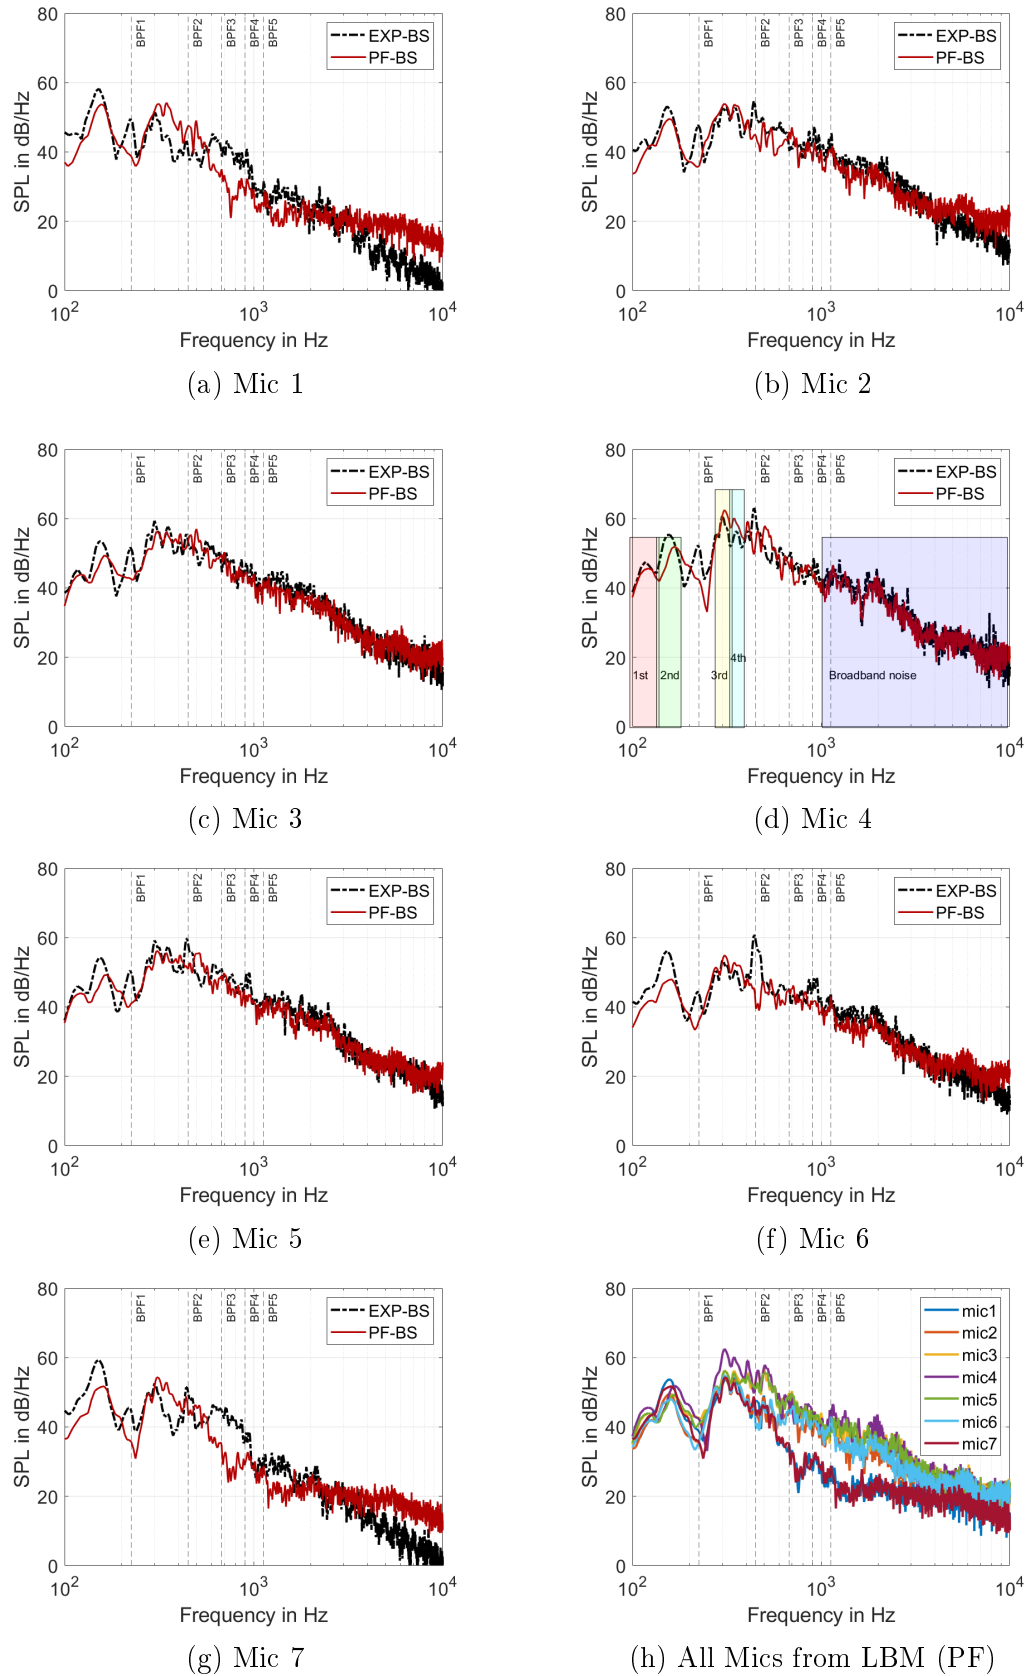 80
60
40
20
0
SPL in dB/Hz
BPF1
BPF2
BPF3
BPF4
BPF5
EXP-BS
PF-BS
10^2
10^3
10^4
Frequency in Hz
(a) Mic 1
80
60
40
20
0
SPL in dB/Hz
BPF1
BPF2
BPF3
BPF4
BPF5
EXP-BS
PF-BS
10^2
10^3
10^4
Frequency in Hz
(b) Mic 2
80
60
40
20
0
SPL in dB/Hz
BPF1
BPF2
BPF3
BPF4
BPF5
EXP-BS
PF-BS
10^2
10^3
10^4
Frequency in Hz
(c) Mic 3
80
60
40
20
0
SPL in dB/Hz
BPF1
BPF2
BPF3
BPF4
BPF5
EXP-BS
PF-BS
1st
2nd
3rd
4th
Broadband noise
10^2
10^3
10^4
Frequency in Hz
(d) Mic 4
80
60
40
20
0
SPL in dB/Hz
BPF1
BPF2
BPF3
BPF4
BPF5
EXP-BS
PF-BS
10^2
10^3
10^4
Frequency in Hz
(e) Mic 5
80
60
40
20
0
SPL in dB/Hz
BPF1
BPF2
BPF3
BPF4
BPF5
EXP-BS
PF-BS
10^2
10^3
10^4
Frequency in Hz
(f) Mic 6
80
60
40
20
0
SPL in dB/Hz
BPF1
BPF2
BPF3
BPF4
BPF5
EXP-BS
PF-BS
10^2
10^3
10^4
Frequency in Hz
(g) Mic 7
80
60
40
20
0
SPL in dB/Hz
BPF1
BPF2
BPF3
BPF4
BPF5
mic1
mic2
mic3
mic4
mic5
mic6
mic7
10^2
10^3
10^4
Frequency in Hz
(h) All Mics from LBM (PF)